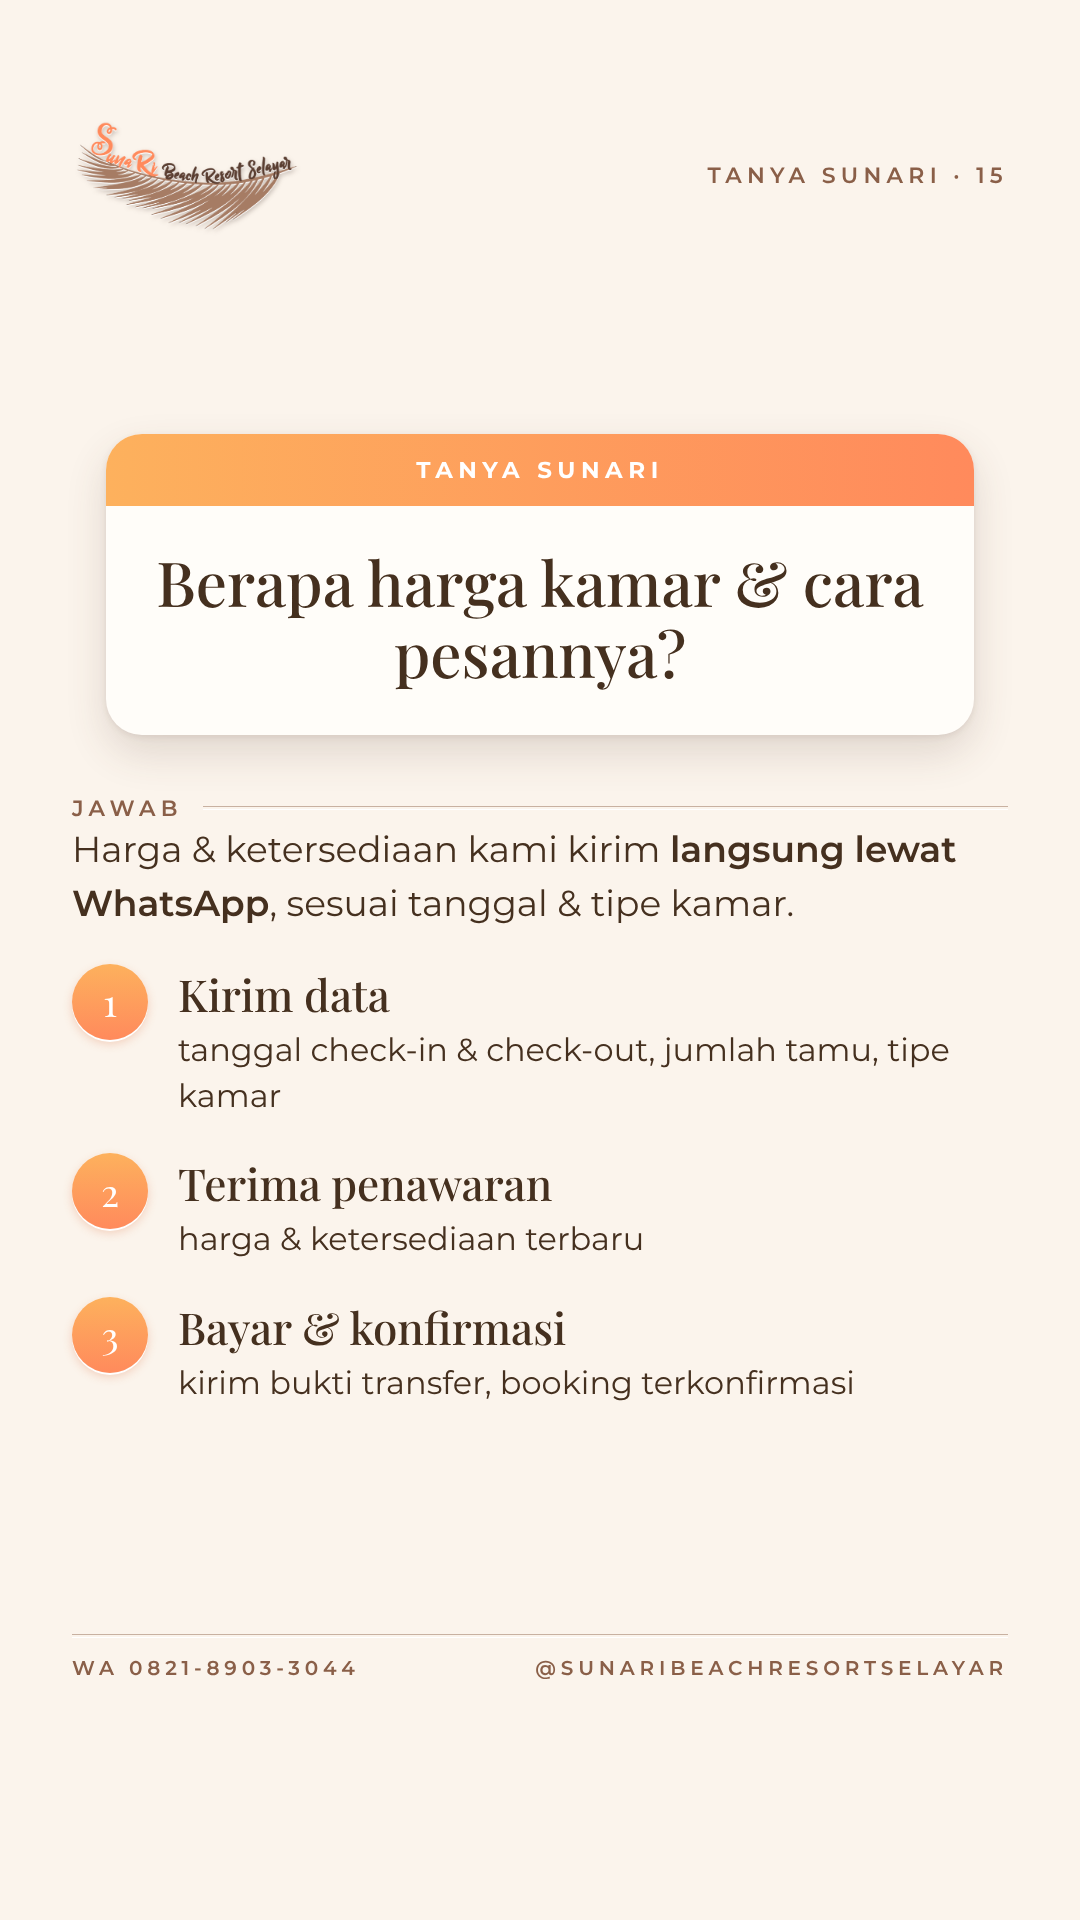 SunaRi Beach Resort Selayar
TANYA SUNARI · 15
TANYA SUNARI
Berapa harga kamar & cara
pesannya?
JAWAB
Harga & ketersediaan kami kirim langsung lewat
WhatsApp, sesuai tanggal & tipe kamar.
1
Kirim data
tanggal check-in & check-out, jumlah tamu, tipe
kamar
2
Terima penawaran
harga & ketersediaan terbaru
3
Bayar & konfirmasi
kirim bukti transfer, booking terkonfirmasi
WA 0821-8903-3044
@SUNARIBEACHRESORTSELAYAR